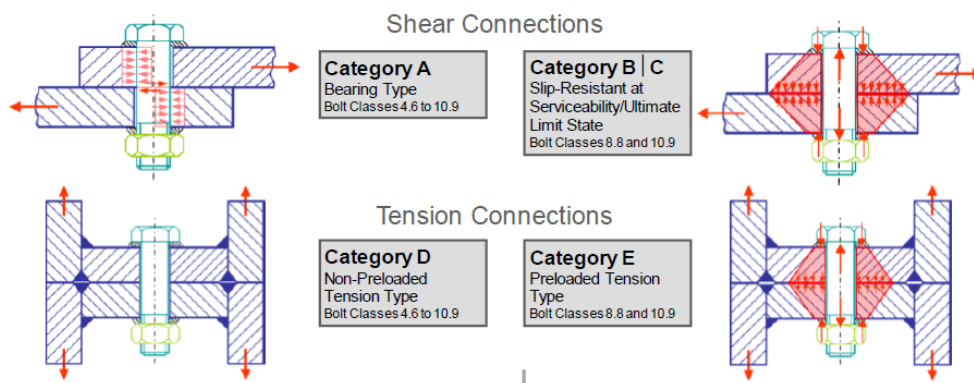 Shear Connections
Category A
Bearing Type
Bolt Classes 4.6 to 10.9
Category B | C
Slip-Resistant at
Serviceability/Ultimate
Limit State
Bolt Classes 8.8 and 10.9
Tension Connections
Category D
Non-Preloaded
Tension Type
Bolt Classes 4.6 to 10.9
Category E
Preloaded Tension
Type
Bolt Classes 8.8 and 10.9